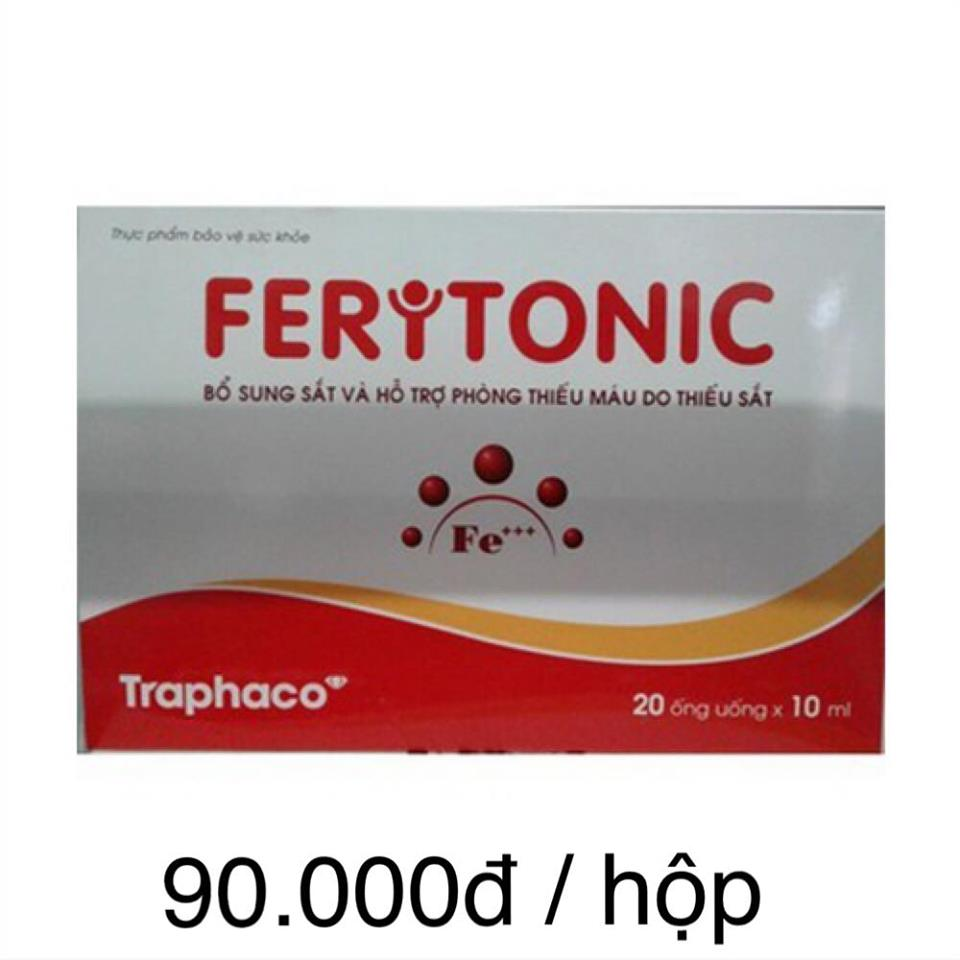 Thực phẩm bảo vệ sức khỏe
FERYTONIC
BỔ SUNG SẮT VÀ HỖ TRỢ PHÒNG THIẾU MÁU DO THIẾU SẮT
Fe+++
Traphaco
20 ống uống x 10 ml
90.000đ / hộp